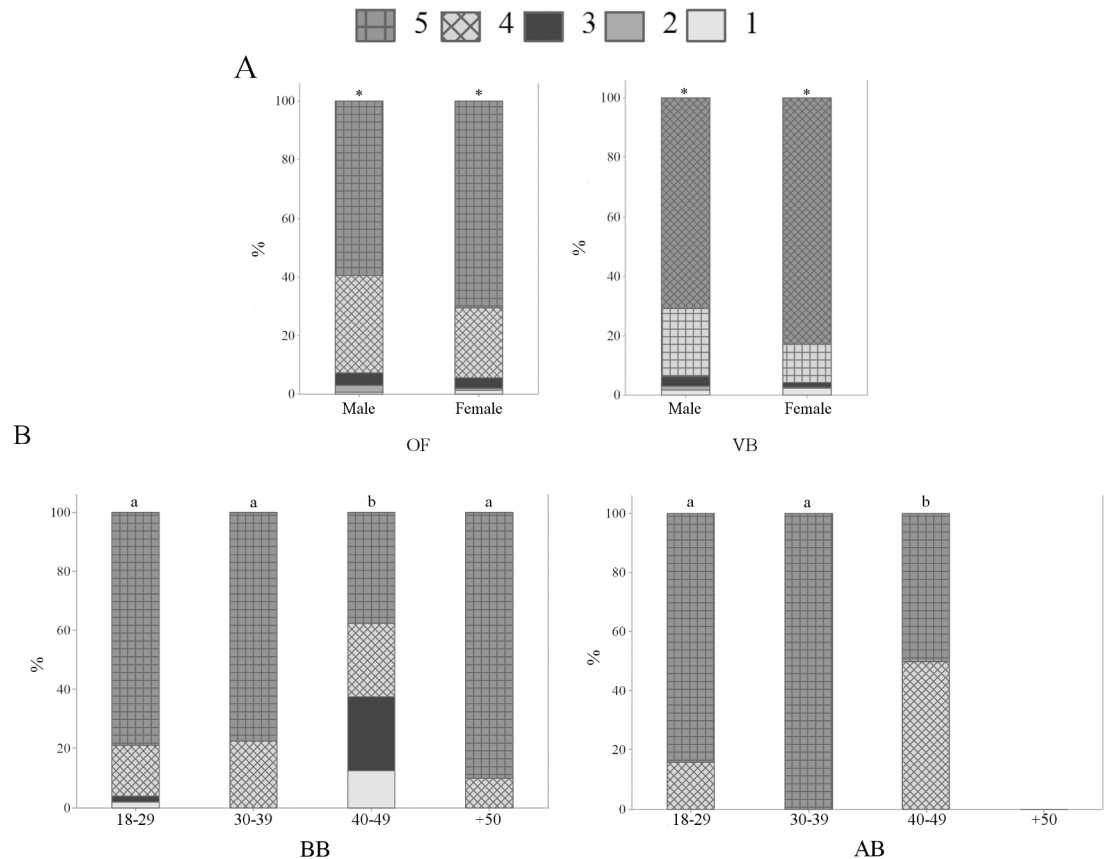 5 4 3 2 1
A
* * * *
100 100
80 80
60 60
% %
40 40
20 20
0 0
Male Female Male Female
OF VB
B
a a b a a a b
100 100
80 80
60 60
% %
40 40
20 20
0 0
18-29 30-39 40-49 +50 18-29 30-39 40-49 +50
BB AB